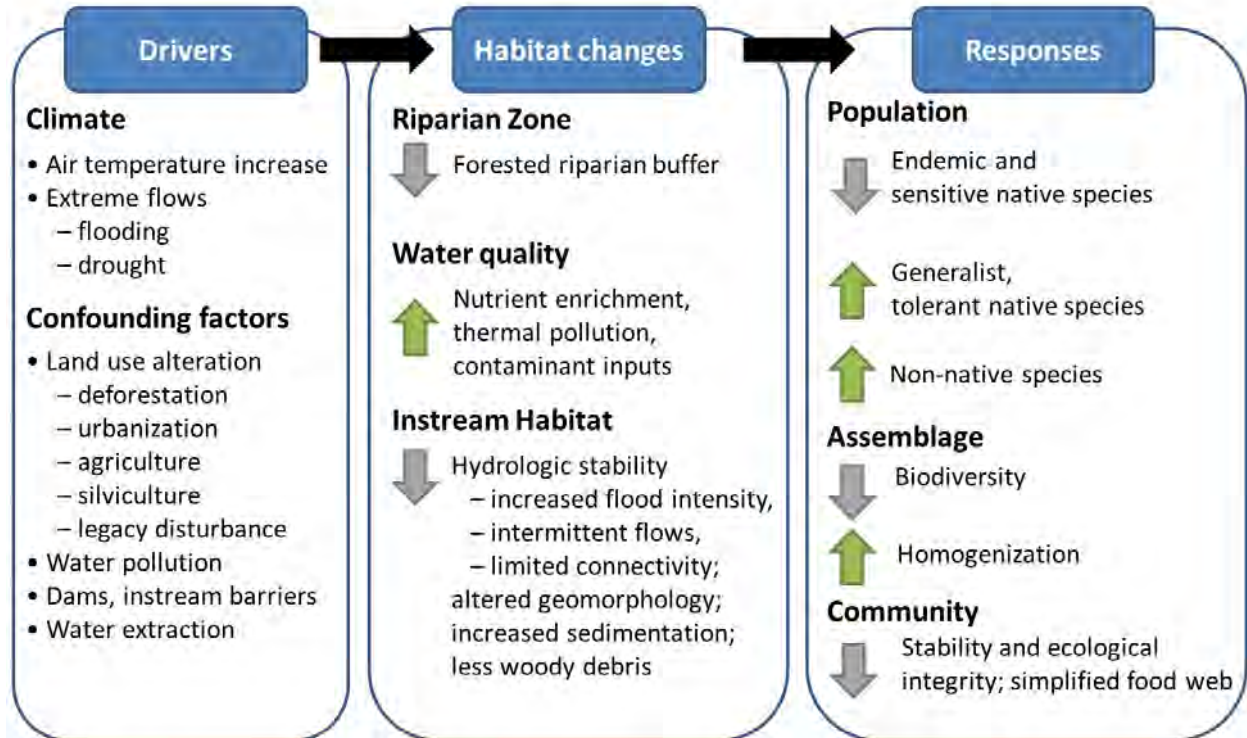 Drivers
Climate
• Air temperature increase
• Extreme flows
– flooding
– drought
Confounding factors
• Land use alteration
– deforestation
– urbanization
– agriculture
– silviculture
– legacy disturbance
• Water pollution
• Dams, instream barriers
• Water extraction
Habitat changes
Riparian Zone
Forested riparian buffer
Water quality
Nutrient enrichment,
thermal pollution,
contaminant inputs
Instream Habitat
Hydrologic stability
– increased flood intensity,
– intermittent flows,
– limited connectivity;
altered geomorphology;
increased sedimentation;
less woody debris
Responses
Population
Endemic and
sensitive native species
Generalist,
tolerant native species
Non-native species
Assemblage
Biodiversity
Homogenization
Community
Stability and ecological
integrity; simplified food web